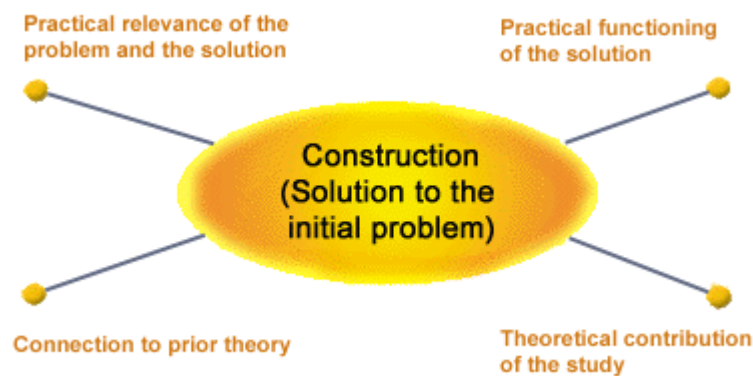 Practical relevance of the
problem and the solution
Practical functioning
of the solution
Construction
(Solution to the
initial problem)
Connection to prior theory
Theoretical contribution
of the study